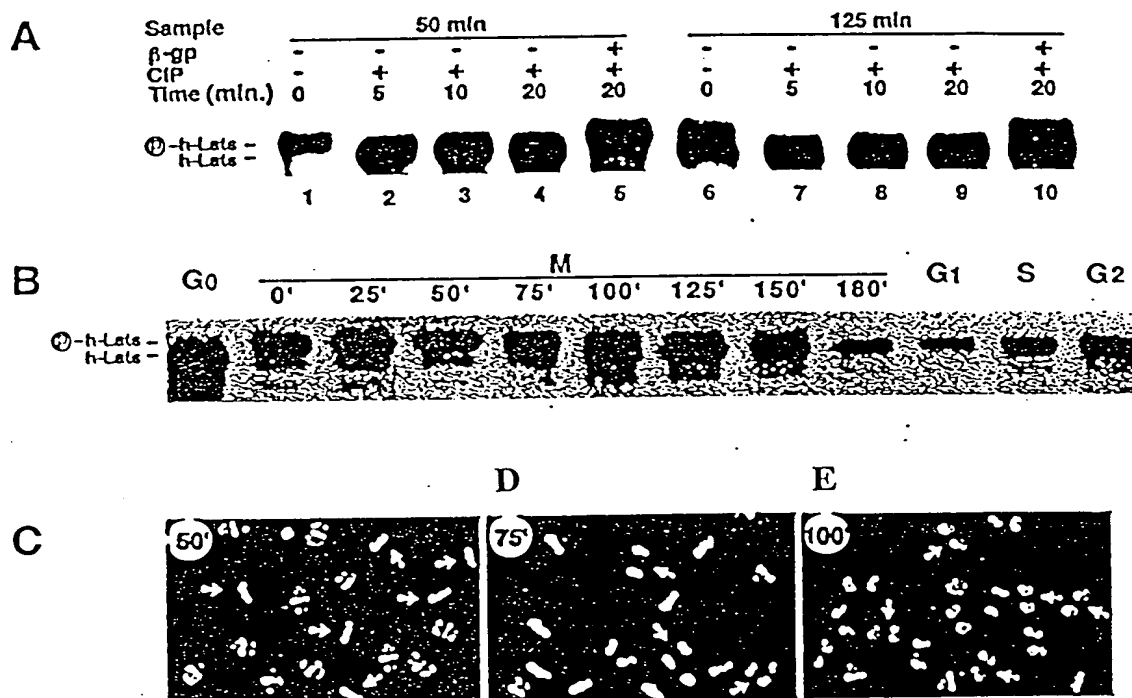 A
Sample 50 min 125 min
β-gp - - - - + - - - - +
CIP - + + + + - + + + +
Time (min.) 0 5 10 20 20 0 5 10 20 20
Ⓟ-h-Lats -
h-Lats -
1 2 3 4 5 6 7 8 9 10
B
G0 M G1 S G2
0' 25' 50' 75' 100' 125' 150' 180'
Ⓟ-h-Lats -
h-Lats -
D E
C
50' 75' 100'